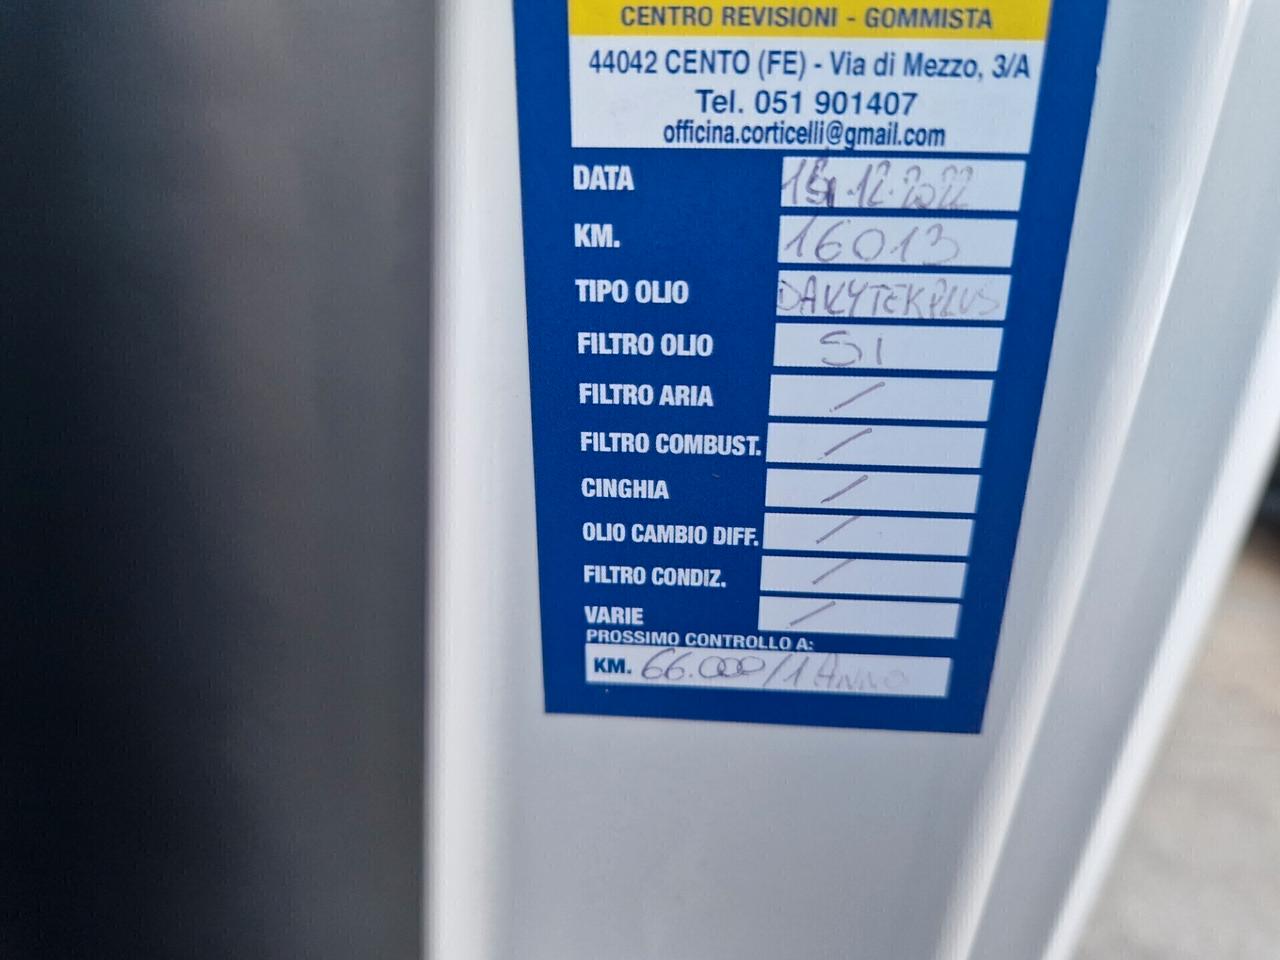 CENTRO REVISIONI - GOMMISTA
44042 CENTO (FE) - Via di Mezzo, 3/A
Tel. 051 901407
officina.corticelli@gmail.com
DATA
KM. 16013
TIPO OLIO
FILTRO OLIO SI
FILTRO ARIA /
FILTRO COMBUST. /
CINGHIA /
OLIO CAMBIO DIFF. /
FILTRO CONDIZ. /
VARIE /
PROSSIMO CONTROLLO A:
KM. 66.000/1 ANNO